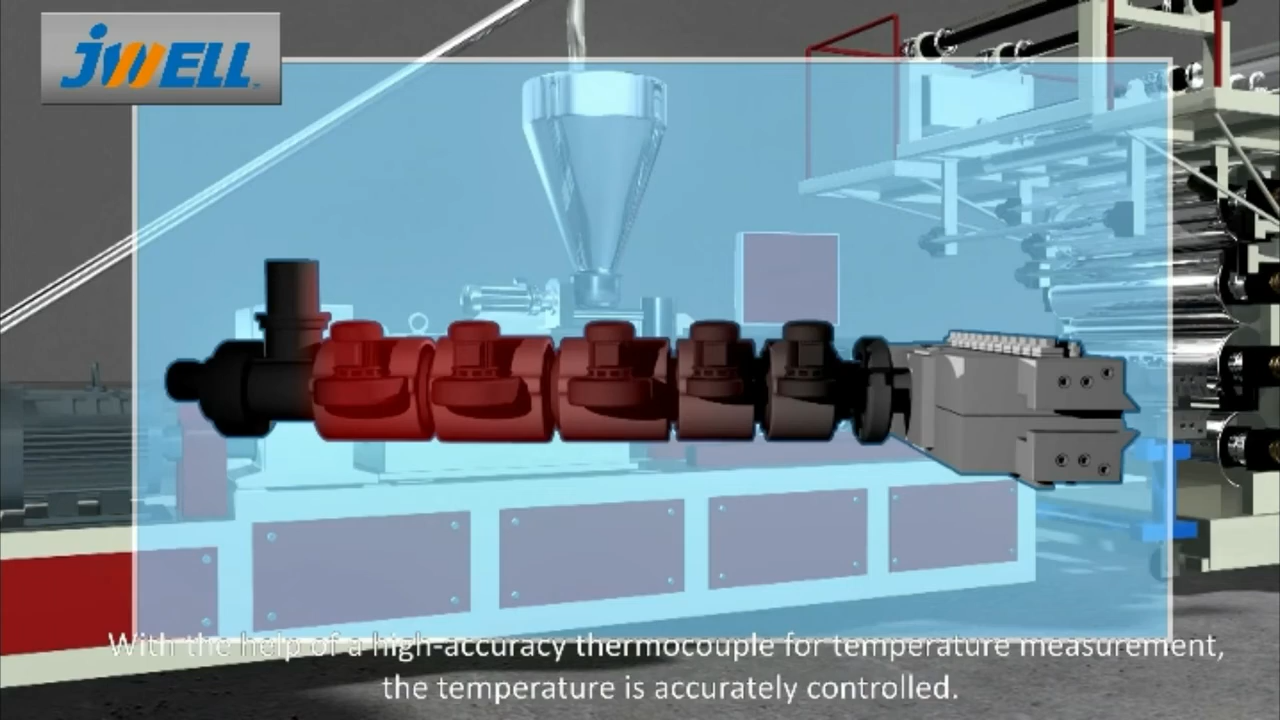 JWELL
With the help of a high-accuracy thermocouple for temperature measurement,
the temperature is accurately controlled.